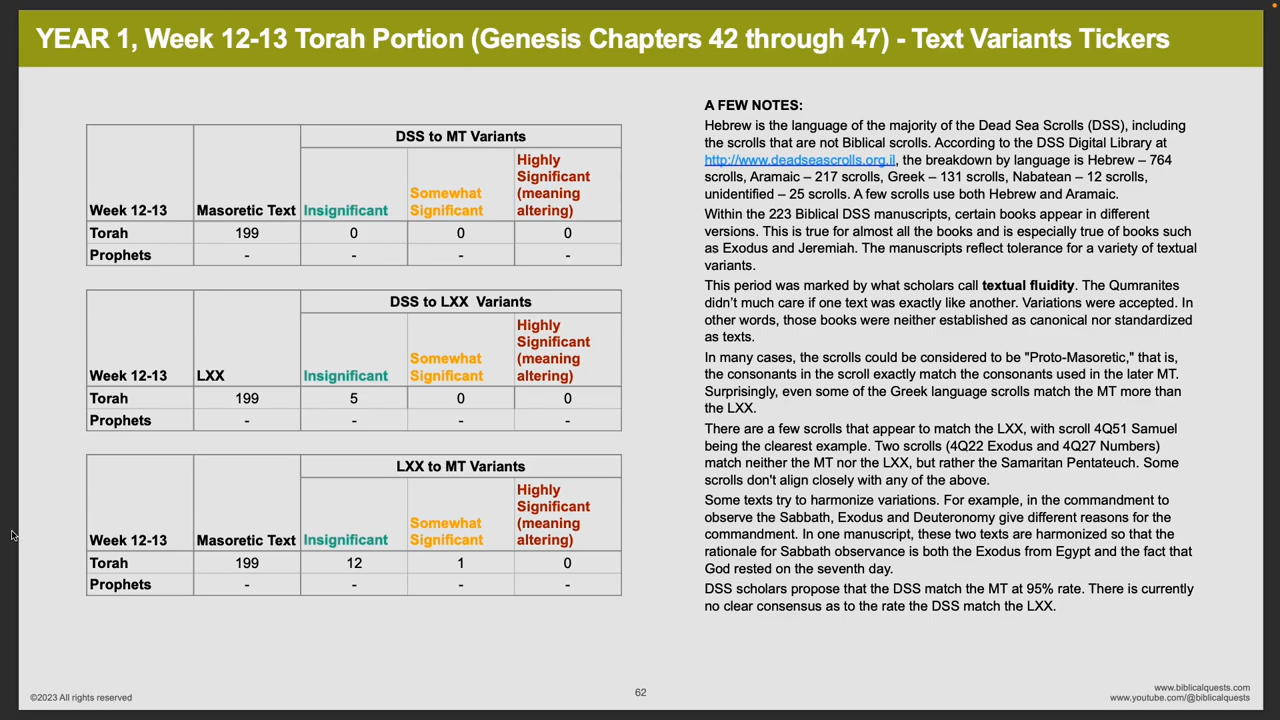 YEAR 1, Week 12-13 Torah Portion (Genesis Chapters 42 through 47) - Text Variants Tickers
DSS to MT Variants
Week 12-13 Masoretic Text Insignificant Somewhat Significant Highly Significant (meaning altering)
Torah 199 0 0 0
Prophets - - - -
DSS to LXX Variants
Week 12-13 LXX Insignificant Somewhat Significant Highly Significant (meaning altering)
Torah 199 5 0 0
Prophets - - - -
LXX to MT Variants
Week 12-13 Masoretic Text Insignificant Somewhat Significant Highly Significant (meaning altering)
Torah 199 12 1 0
Prophets - - - -
A FEW NOTES:
Hebrew is the language of the majority of the Dead Sea Scrolls (DSS), including
the scrolls that are not Biblical scrolls. According to the DSS Digital Library at
http://www.deadseascrolls.org.il, the breakdown by language is Hebrew – 764
scrolls, Aramaic – 217 scrolls, Greek – 131 scrolls, Nabatean – 12 scrolls,
unidentified – 25 scrolls. A few scrolls use both Hebrew and Aramaic.
Within the 223 Biblical DSS manuscripts, certain books appear in different
versions. This is true for almost all the books and is especially true of books such
as Exodus and Jeremiah. The manuscripts reflect tolerance for a variety of textual
variants.
This period was marked by what scholars call textual fluidity. The Qumranites
didn’t much care if one text was exactly like another. Variations were accepted. In
other words, those books were neither established as canonical nor standardized
as texts.
In many cases, the scrolls could be considered to be "Proto-Masoretic," that is,
the consonants in the scroll exactly match the consonants used in the later MT.
Surprisingly, even some of the Greek language scrolls match the MT more than
the LXX.
There are a few scrolls that appear to match the LXX, with scroll 4Q51 Samuel
being the clearest example. Two scrolls (4Q22 Exodus and 4Q27 Numbers)
match neither the MT nor the LXX, but rather the Samaritan Pentateuch. Some
scrolls don't align closely with any of the above.
Some texts try to harmonize variations. For example, in the commandment to
observe the Sabbath, Exodus and Deuteronomy give different reasons for the
commandment. In one manuscript, these two texts are harmonized so that the
rationale for Sabbath observance is both the Exodus from Egypt and the fact that
God rested on the seventh day.
DSS scholars propose that the DSS match the MT at 95% rate. There is currently
no clear consensus as to the rate the DSS match the LXX.
©2023 All rights reserved
62
www.biblicalquests.com
www.youtube.com/@biblicalquests